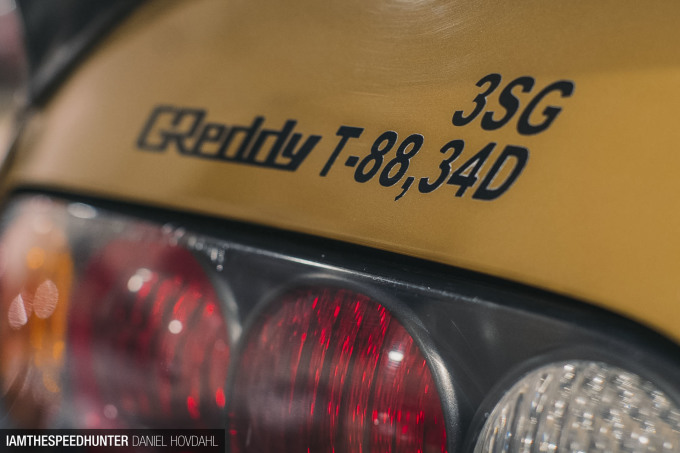 3SG
GReddy T-88,34D
IAMTHESPEEDHUNTER DANIEL HOVDAHL